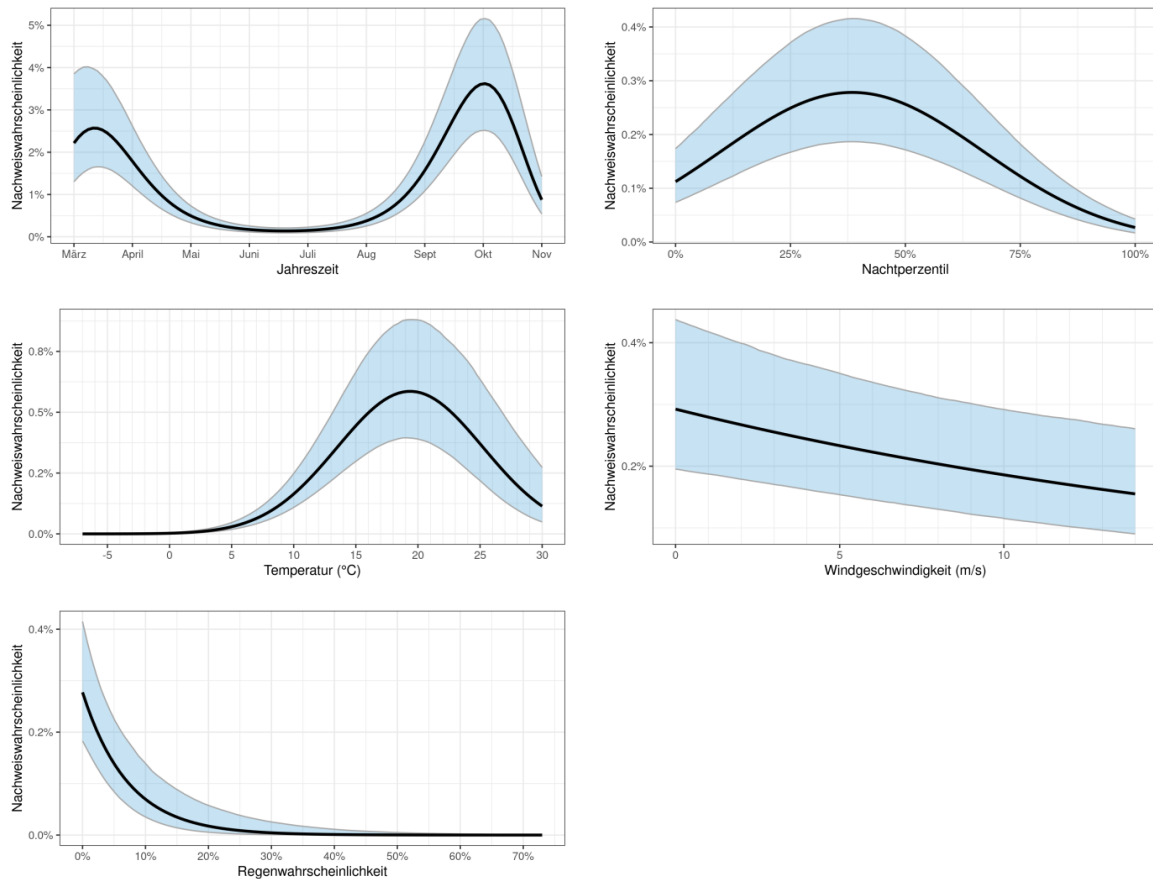 Nachweiswahrscheinlichkeit
5%
4%
3%
2%
1%
0%
März April Mai Juni Juli Aug Sept Okt Nov
Jahreszeit
Nachweiswahrscheinlichkeit
0.4%
0.3%
0.2%
0.1%
0.0%
0% 25% 50% 75% 100%
Nachtperzentil
Nachweiswahrscheinlichkeit
0.8%
0.5%
0.2%
0.0%
-5 0 5 10 15 20 25 30
Temperatur (°C)
Nachweiswahrscheinlichkeit
0.4%
0.2%
0 5 10
Windgeschwindigkeit (m/s)
Nachweiswahrscheinlichkeit
0.4%
0.2%
0.0%
0% 10% 20% 30% 40% 50% 60% 70%
Regenwahrscheinlichkeit